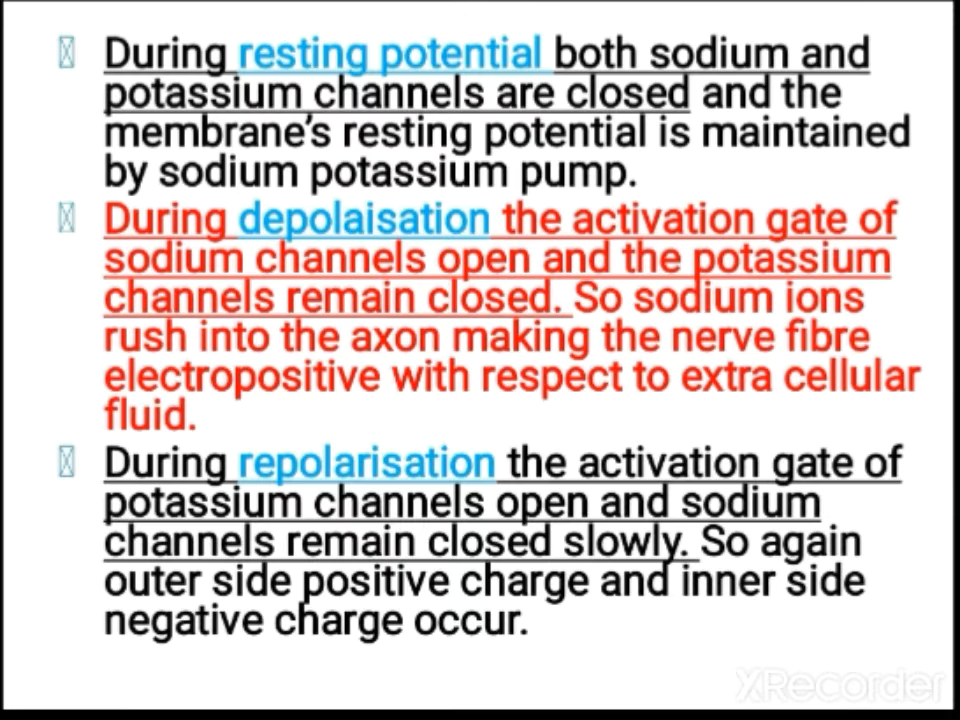 During resting potential both sodium and
potassium channels are closed and the
membrane's resting potential is maintained
by sodium potassium pump.
During depolaisation the activation gate of
sodium channels open and the potassium
channels remain closed. So sodium ions
rush into the axon making the nerve fibre
electropositive with respect to extra cellular
fluid.
During repolarisation the activation gate of
potassium channels open and sodium
channels remain closed slowly. So again
outer side positive charge and inner side
negative charge occur.
XRecorder